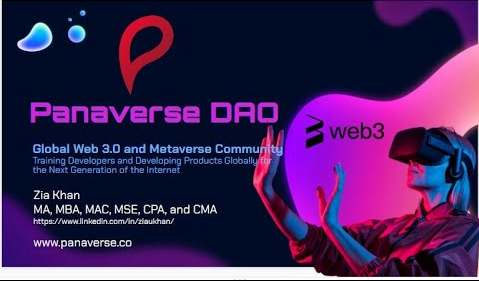 Panaverse DAO
web3
Global Web 3.0 and Metaverse Community
Training Developers and Developing Products Globally for
the Next Generation of the Internet
Zia Khan
MA, MBA, MAC, MSE, CPA, and CMA
https://www.linkedin.com/in/ziaukhan/
www.panaverse.co